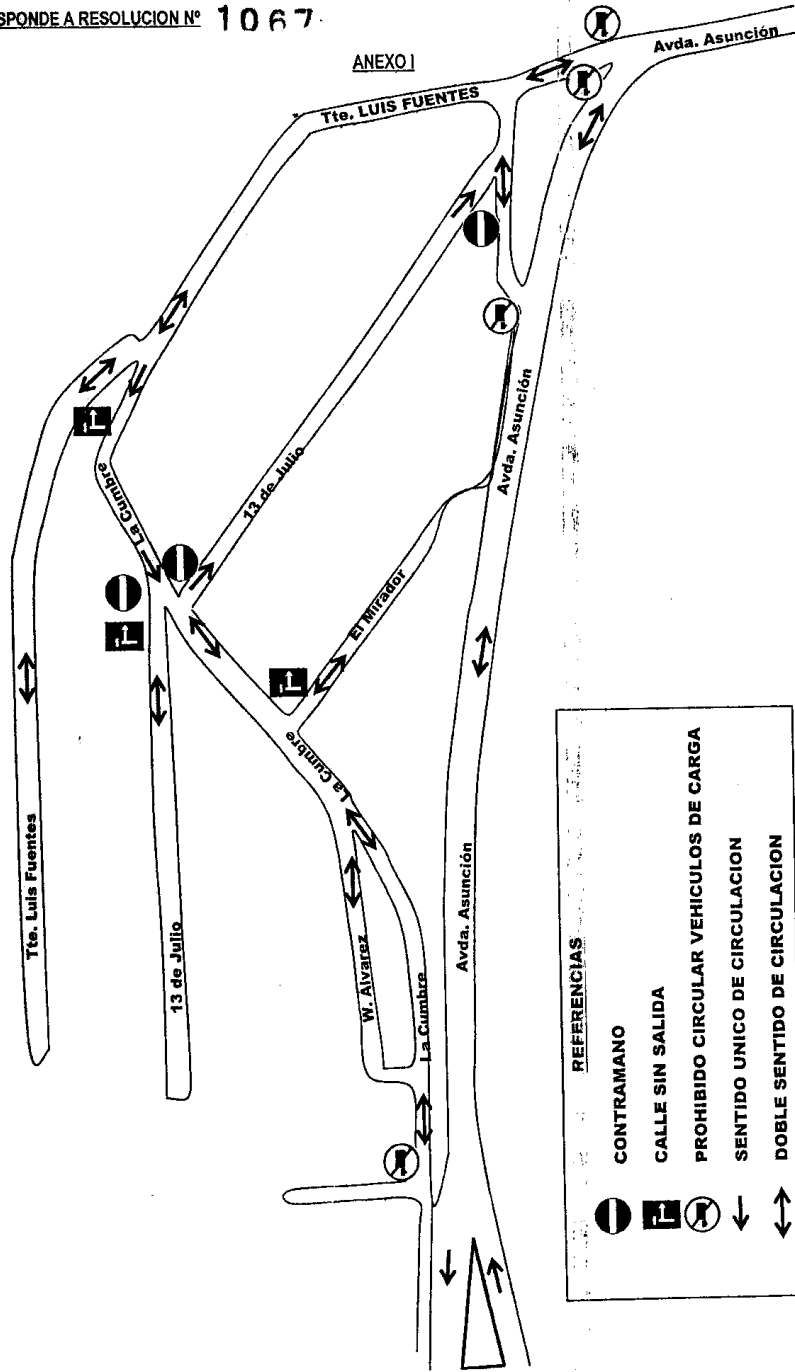 SPONDE A RESOLUCION Nº 1067
ANEXO I
Avda. Asunción
Tte. LUIS FUENTES
La Cumbre
13 de Julio
Avda. Asunción
El Mirador
La Cumbre
Tte. Luis Fuentes
13 de Julio
W. Alvarez
La Cumbre
Avda. Asunción
REFERENCIAS
CONTRAMANO
CALLE SIN SALIDA
PROHIBIDO CIRCULAR VEHICULOS DE CARGA
SENTIDO UNICO DE CIRCULACION
DOBLE SENTIDO DE CIRCULACION